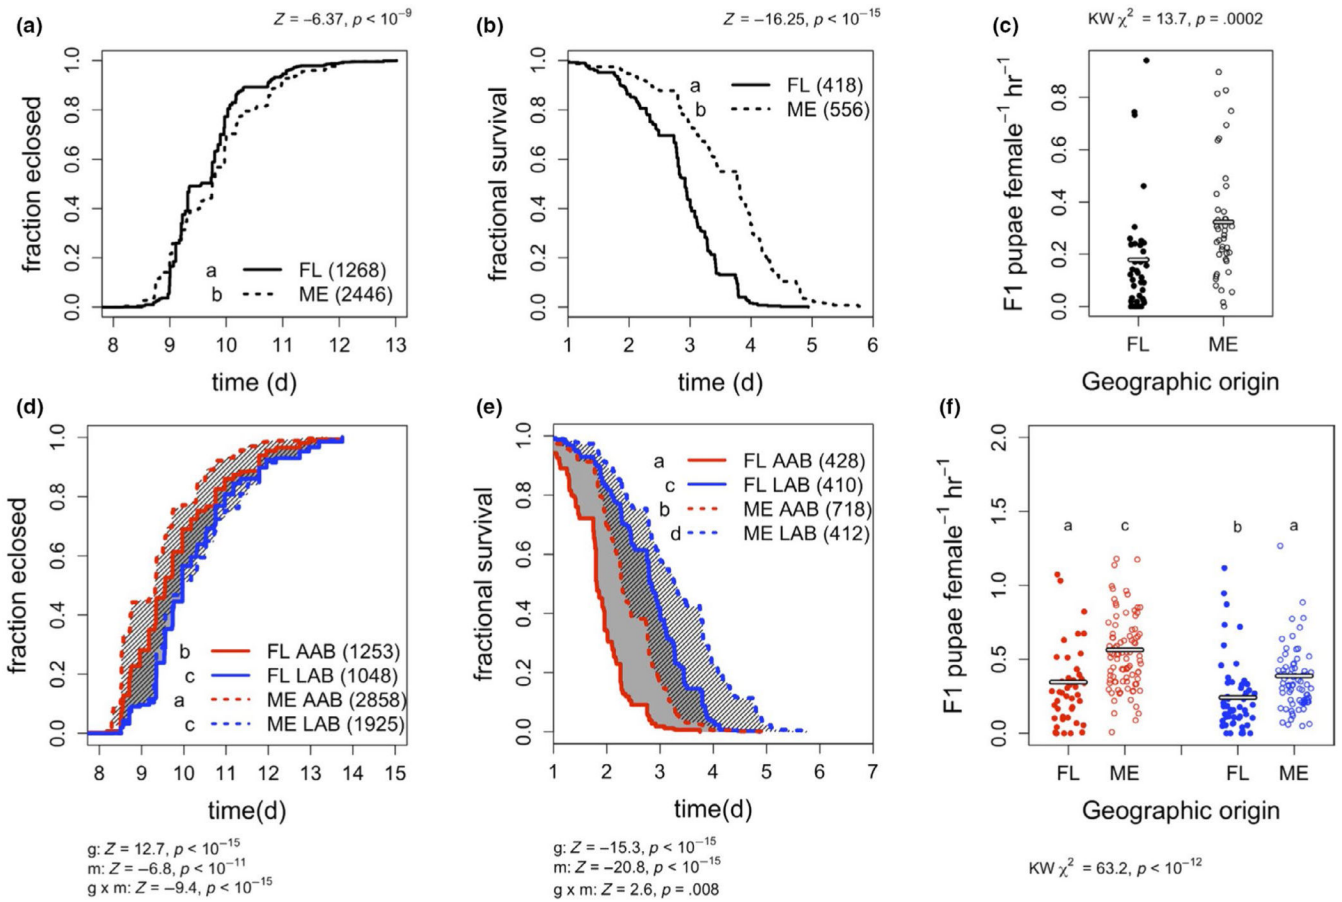 (a)
Z = −6.37, p < 10⁻⁹
fraction eclosed
1.0
0.8
0.6
0.4
0.2
0.0
a FL (1268)
b ME (2446)
8 9 10 11 12 13
time (d)
(b)
Z = −16.25, p < 10⁻¹⁵
fractional survival
1.0
0.8
0.6
0.4
0.2
0.0
a FL (418)
b ME (556)
1 2 3 4 5 6
time (d)
(c)
KW χ² = 13.7, p = .0002
F1 pupae female⁻¹ hr⁻¹
0.8
0.6
0.4
0.2
0.0
FL ME
Geographic origin
(d)
fraction eclosed
1.0
0.8
0.6
0.4
0.2
0.0
b FL AAB (1253)
c FL LAB (1048)
a ME AAB (2858)
c ME LAB (1925)
8 9 10 11 12 13 14 15
time(d)
g: Z = 12.7, p < 10⁻¹⁵
m: Z = −6.8, p < 10⁻¹¹
g x m: Z = −9.4, p < 10⁻¹⁵
(e)
fractional survival
1.0
0.8
0.6
0.4
0.2
0.0
a FL AAB (428)
c FL LAB (410)
b ME AAB (718)
d ME LAB (412)
1 2 3 4 5 6 7
time(d)
g: Z = −15.3, p < 10⁻¹⁵
m: Z = −20.8, p < 10⁻¹⁵
g x m: Z = 2.6, p = .008
(f)
F1 pupae female⁻¹ hr⁻¹
2.0
1.5
1.0
0.5
0.0
a c b a
FL ME FL ME
Geographic origin
KW χ² = 63.2, p < 10⁻¹²